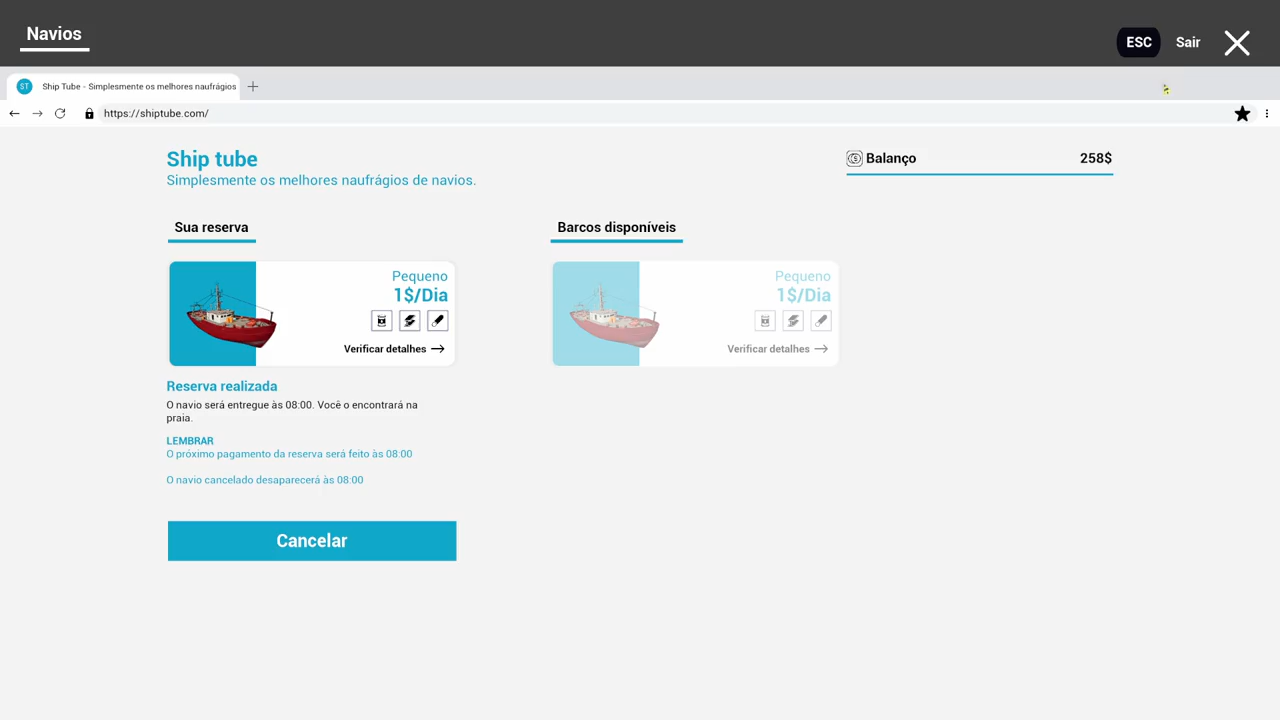 Navios
ESC Sair
ST Ship Tube - Simplesmente os melhores naufrágios
https://shiptube.com/
Ship tube
Simplesmente os melhores naufrágios de navios.
Balanço 258$
Sua reserva
Pequeno
1$/Dia
Verificar detalhes
Reserva realizada
O navio será entregue às 08:00. Você o encontrará na
praia.
LEMBRAR
O próximo pagamento da reserva será feito às 08:00
O navio cancelado desaparecerá às 08:00
Cancelar
Barcos disponíveis
Pequeno
1$/Dia
Verificar detalhes